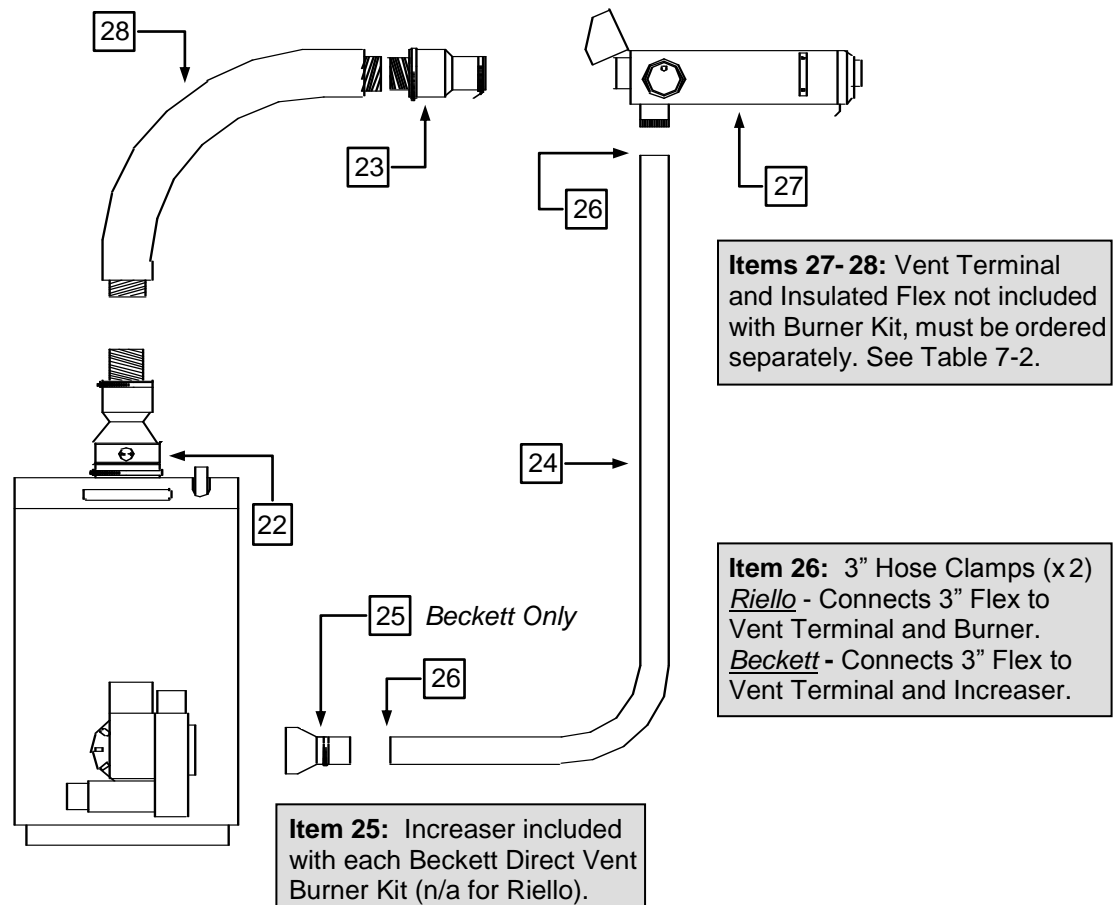 28
23
26
27
Items 27-28: Vent Terminal
and Insulated Flex not included
with Burner Kit, must be ordered
separately. See Table 7-2.
24
22
Item 26: 3” Hose Clamps (x2)
Riello - Connects 3” Flex to
Vent Terminal and Burner.
Beckett - Connects 3” Flex to
Vent Terminal and Increaser.
25 Beckett Only
26
Item 25: Increaser included
with each Beckett Direct Vent
Burner Kit (n/a for Riello).